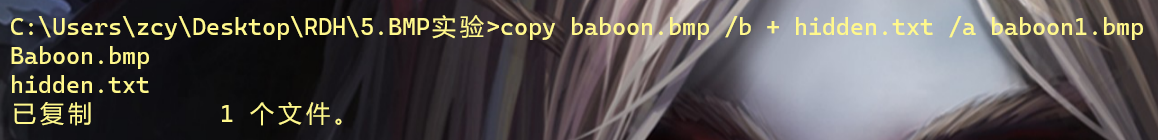 C:\Users\zcy\Desktop\RDH\5.BMP实验>copy baboon.bmp /b + hidden.txt /a baboon1.bmp
Baboon.bmp
hidden.txt
已复制         1 个文件。